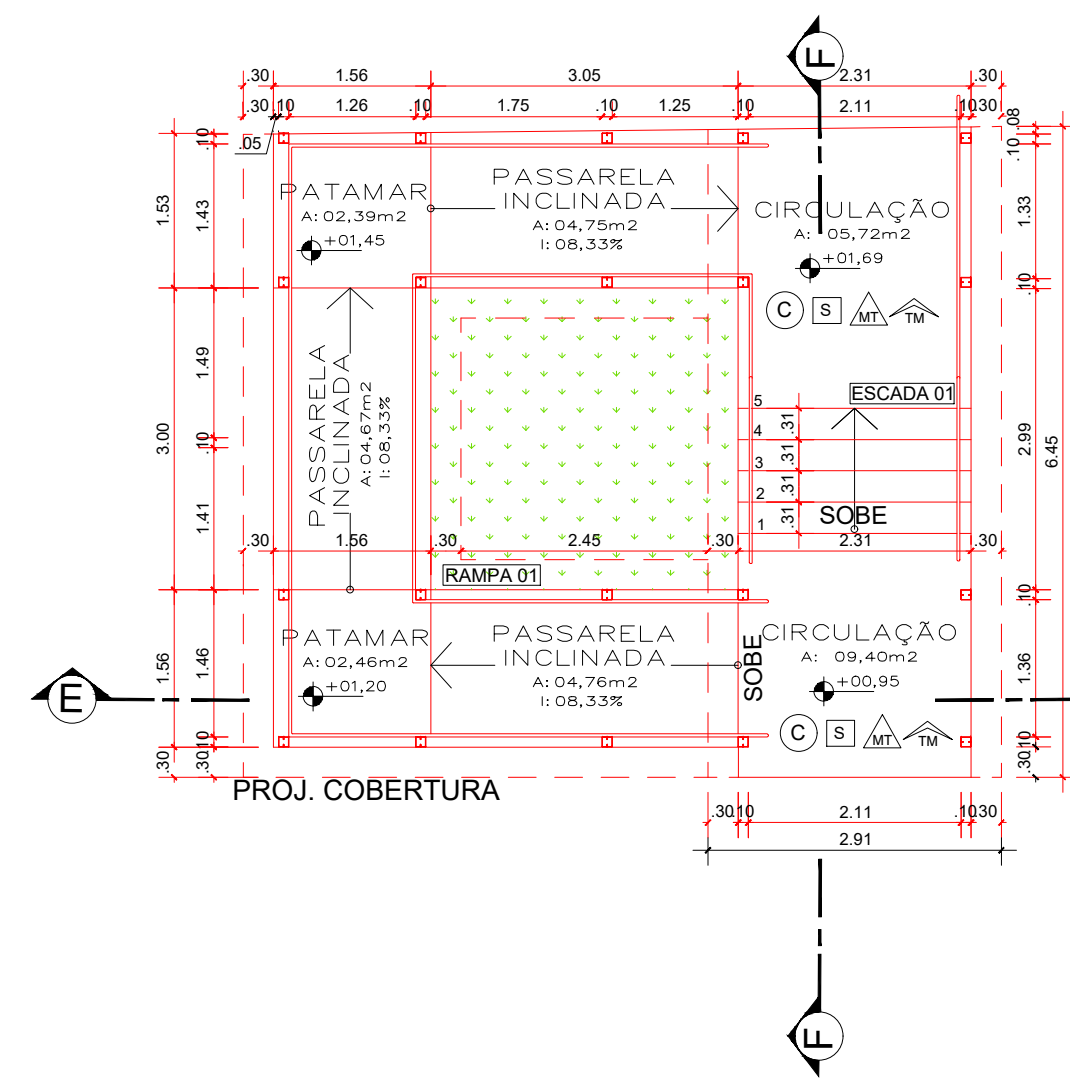 F
.30
1.56
3.05
2.31
.30
.30
.10
1.26
.10
1.75
.10
1.25
.10
2.11
.10
.30
.05
.10
1.53
1.43
3.00
1.49
.10
1.41
1.56
1.46
.10
.30
.30
.08
.10
1.33
.10
2.99
6.45
.10
1.36
.10
.30
PATAMAR
A: 02,39m2
+01,45
PASSARELA
INCLINADA
A: 04,75m2
I: 08,33%
CIRCULAÇÃO
A: 05,72m2
+01,69
C
S
MT
TM
PASSARELA
INCLINADA
A: 04,67m2
I: 08,33%
ESCADA 01
5
4
3
2
1
.31
.31
.31
.31
SOBE
.30
1.56
.30
2.45
.30
2.31
.30
RAMPA 01
PATAMAR
A: 02,46m2
+01,20
PASSARELA
INCLINADA
A: 04,76m2
I: 08,33%
SOBE
CIRCULAÇÃO
A: 09,40m2
+00,95
C
S
MT
TM
E
PROJ. COBERTURA
.30
.10
2.11
.10
.30
2.91
F